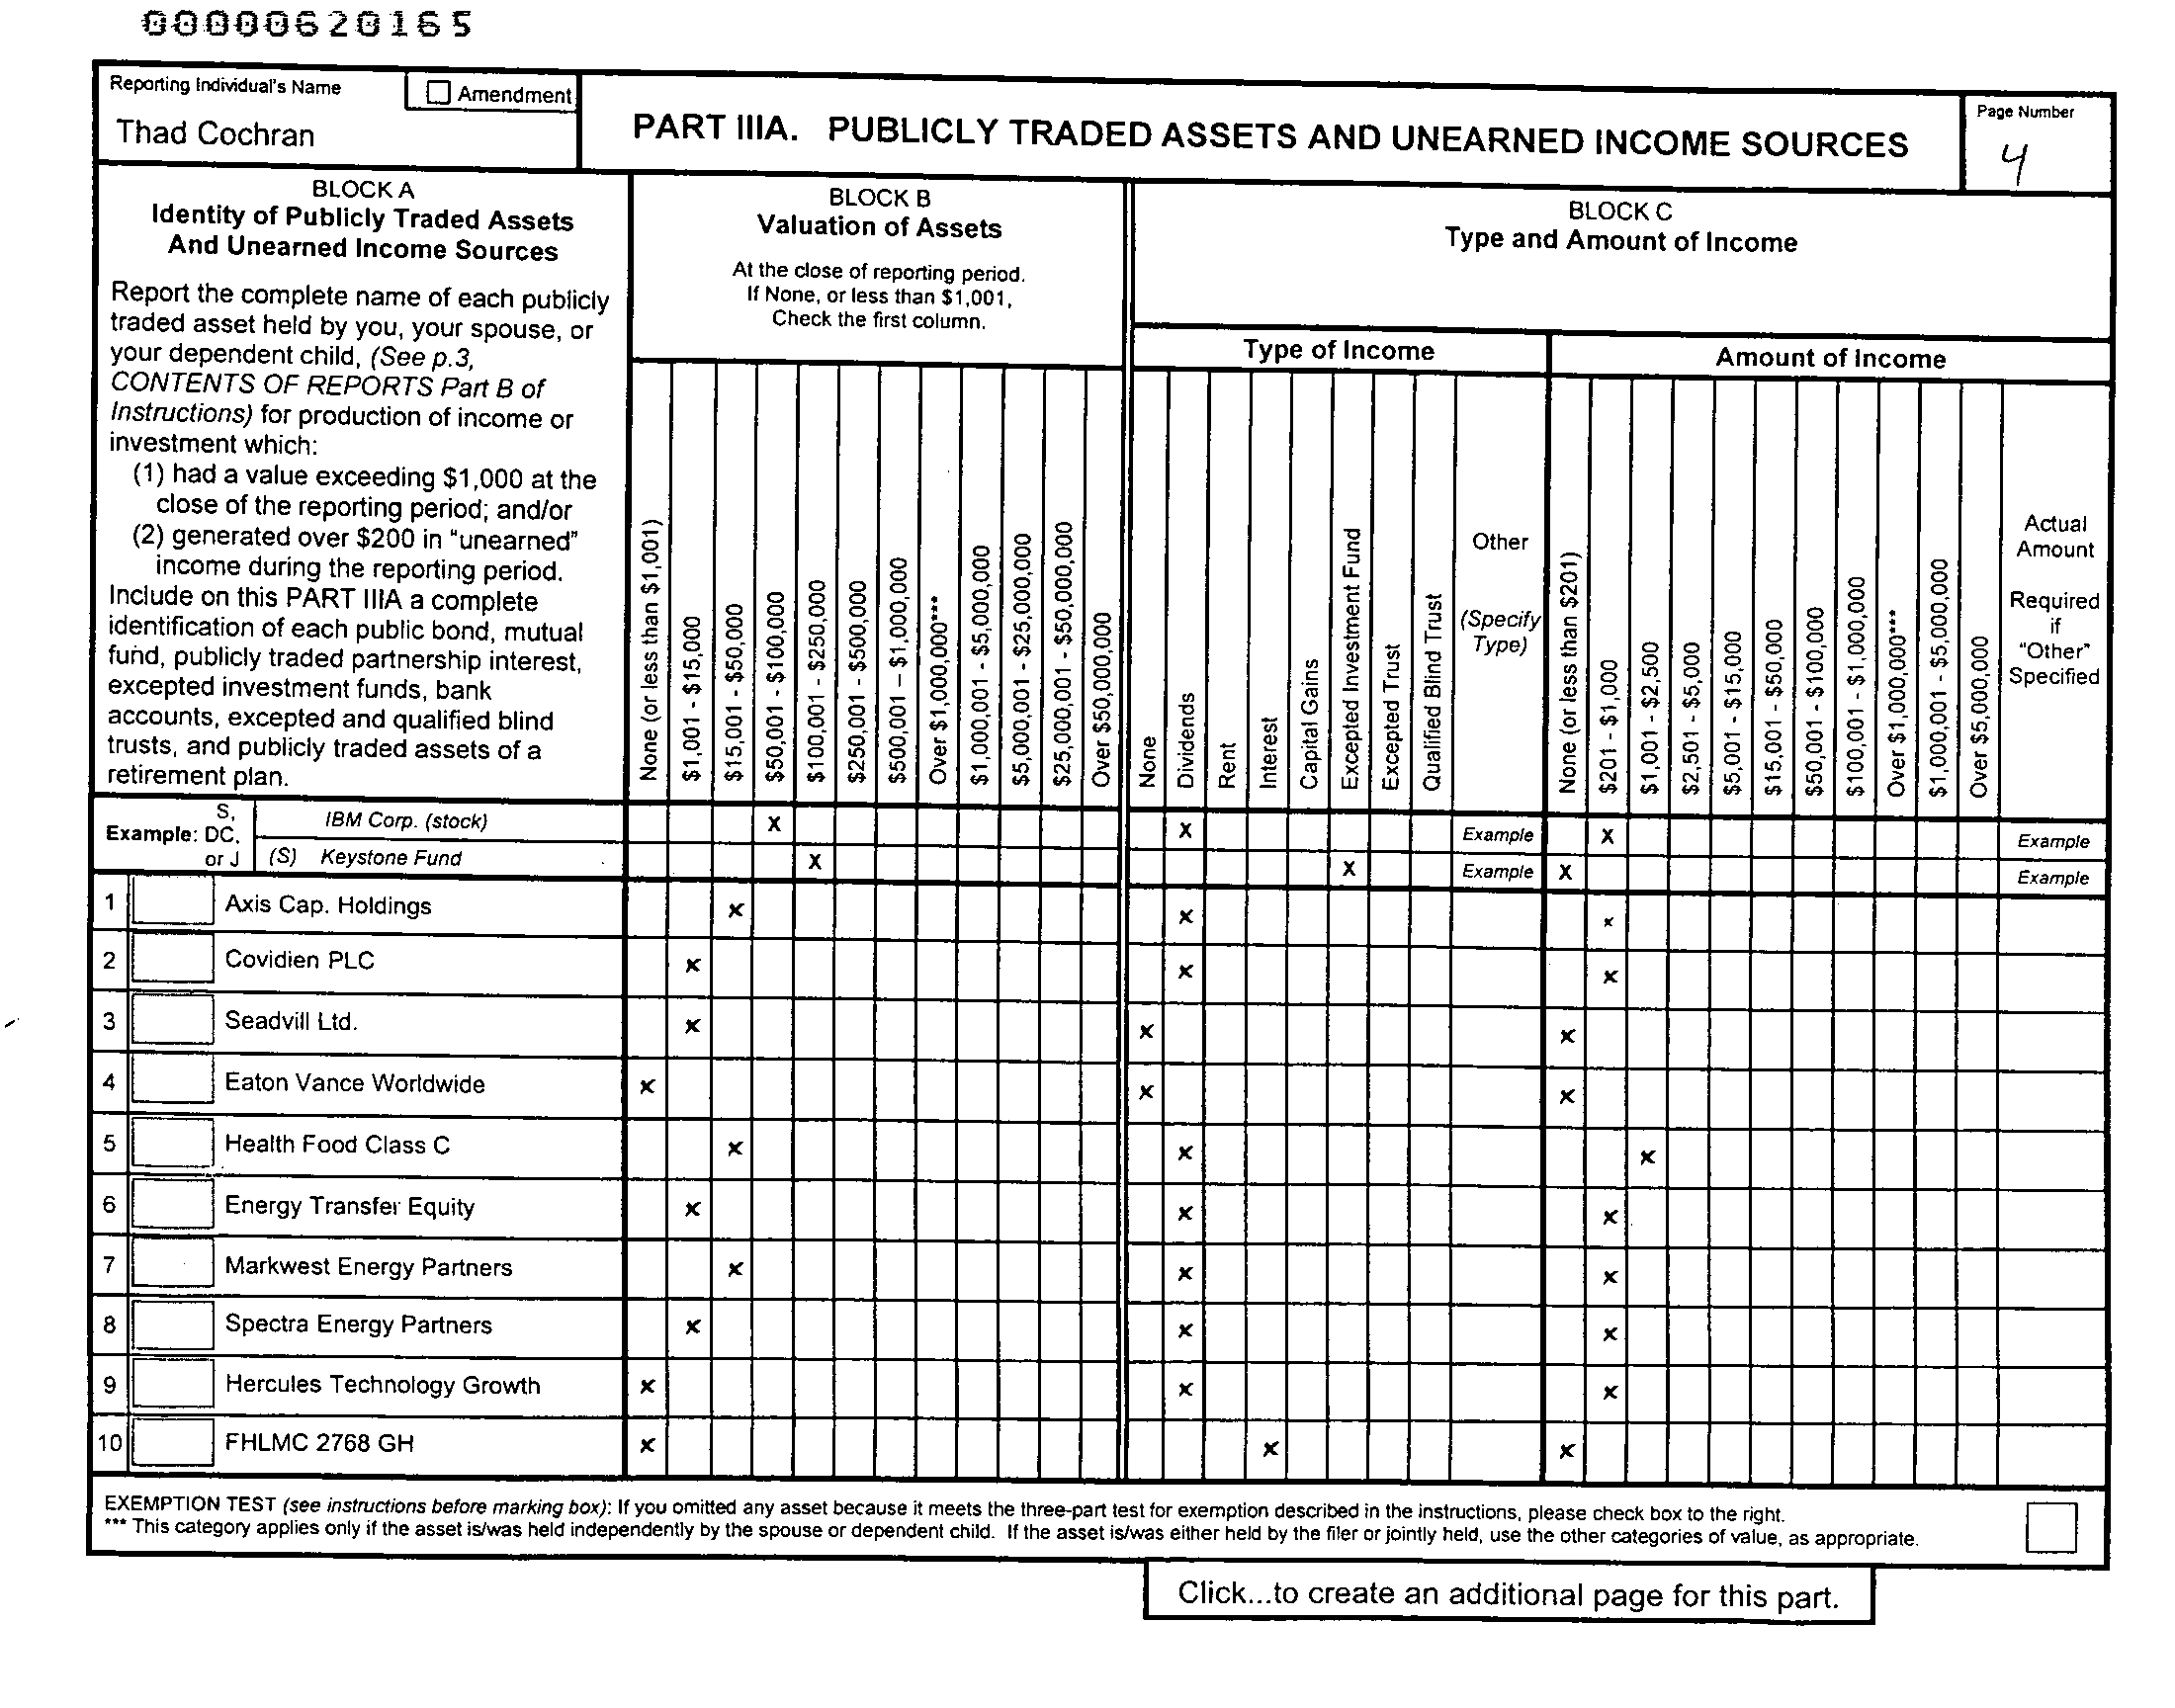 00000620165
Reporting Individual's Name
Amendment
Thad Cochran
PART IIIA. PUBLICLY TRADED ASSETS AND UNEARNED INCOME SOURCES
Page Number
4
BLOCK A
Identity of Publicly Traded Assets
And Unearned Income Sources
Report the complete name of each publicly
traded asset held by you, your spouse, or
your dependent child, (See p.3,
CONTENTS OF REPORTS Part B of
Instructions) for production of income or
investment which:
(1) had a value exceeding $1,000 at the
close of the reporting period; and/or
(2) generated over $200 in "unearned"
income during the reporting period.
Include on this PART IIIA a complete
identification of each public bond, mutual
fund, publicly traded partnership interest,
excepted investment funds, bank
accounts, excepted and qualified blind
trusts, and publicly traded assets of a
retirement plan.
BLOCK B
Valuation of Assets
At the close of reporting period.
If None, or less than $1,001,
Check the first column.
None (or less than $1,001)
$1,001 - $15,000
$15,001 - $50,000
$50,001 - $100,000
$100,001 - $250,000
$250,001 - $500,000
$500,001 – $1,000,000
Over $1,000,000***
$1,000,001 - $5,000,000
$5,000,001 - $25,000,000
$25,000,001 - $50,000,000
Over $50,000,000
BLOCK C
Type and Amount of Income
Type of Income
None
Dividends
Rent
Interest
Capital Gains
Excepted Investment Fund
Excepted Trust
Qualified Blind Trust
Other
(Specify
Type)
Amount of Income
None (or less than $201)
$201 - $1,000
$1,001 - $2,500
$2,501 - $5,000
$5,001 - $15,000
$15,001 - $50,000
$50,001 - $100,000
$100,001 - $1,000,000
Over $1,000,000***
$1,000,001 - $5,000,000
Over $5,000,000
Actual
Amount
Required
if
"Other"
Specified
Example:
S,
DC,
or J
IBM Corp. (stock) X X Example X Example
(S) Keystone Fund X X Example X Example
1 Axis Cap. Holdings x x x
2 Covidien PLC x x x
3 Seadvill Ltd. x x x
4 Eaton Vance Worldwide x x x
5 Health Food Class C x x x
6 Energy Transfer Equity x x x
7 Markwest Energy Partners x x x
8 Spectra Energy Partners x x x
9 Hercules Technology Growth x x x
10 FHLMC 2768 GH x x x
EXEMPTION TEST (see instructions before marking box): If you omitted any asset because it meets the three-part test for exemption described in the instructions, please check box to the right.
*** This category applies only if the asset is/was held independently by the spouse or dependent child. If the asset is/was either held by the filer or jointly held, use the other categories of value, as appropriate.
Click...to create an additional page for this part.